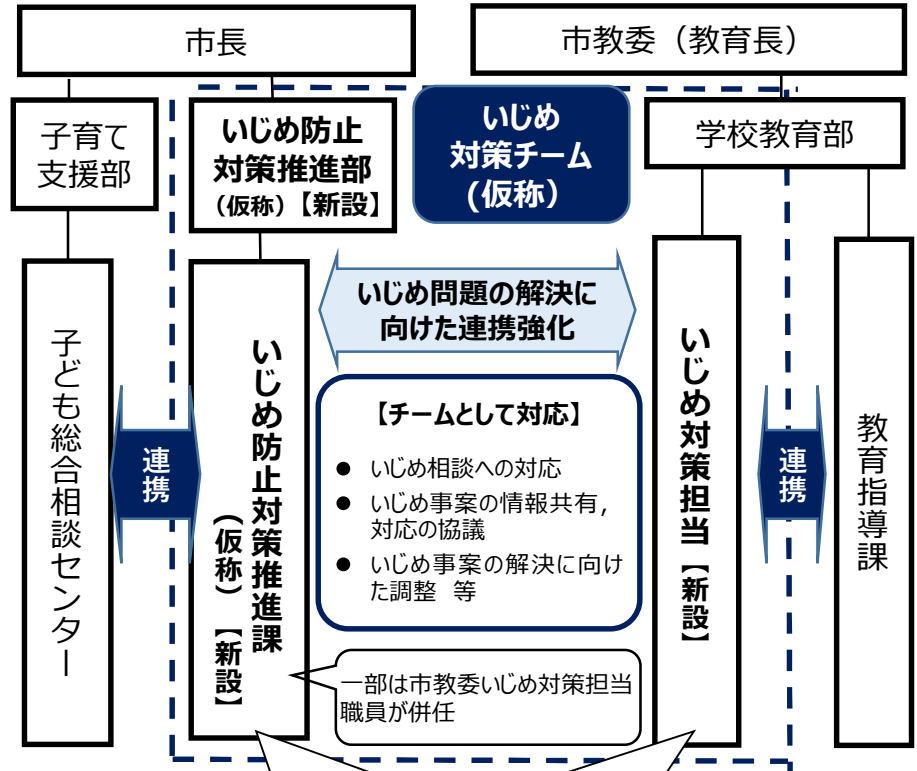 市長
市教委（教育長）
子育て
支援部
いじめ防止
対策推進部
（仮称）【新設】
いじめ
対策チーム
(仮称）
学校教育部
いじめ問題の解決に
向けた連携強化
子ども総合相談センター
連携
いじめ防止対策推進課
（仮称）【新設】
【チームとして対応】
● いじめ相談への対応
● いじめ事案の情報共有，
対応の協議
● いじめ事案の解決に向け
た調整 等
いじめ対策担当【新設】
連携
教育指導課
一部は市教委いじめ対策担当
職員が併任